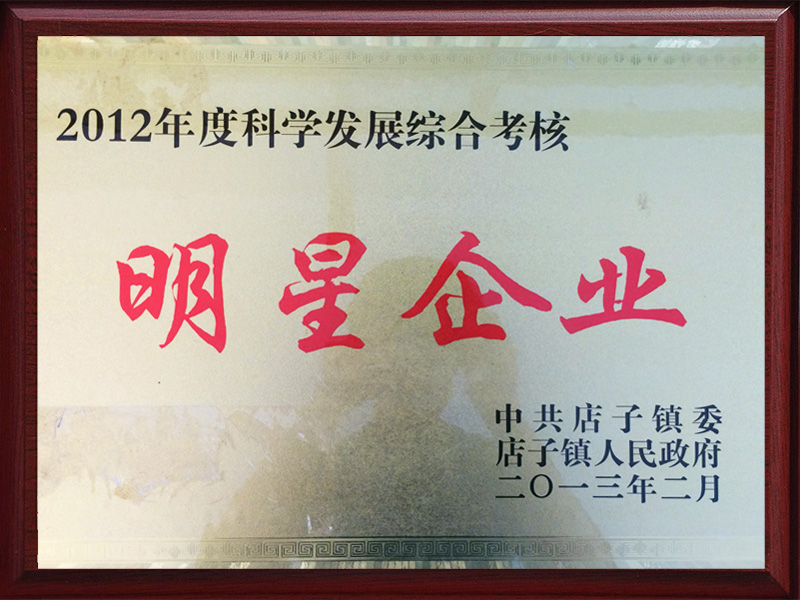 2012年度科学发展综合考核
明星企业
中共店子镇委
店子镇人民政府
二〇一三年二月